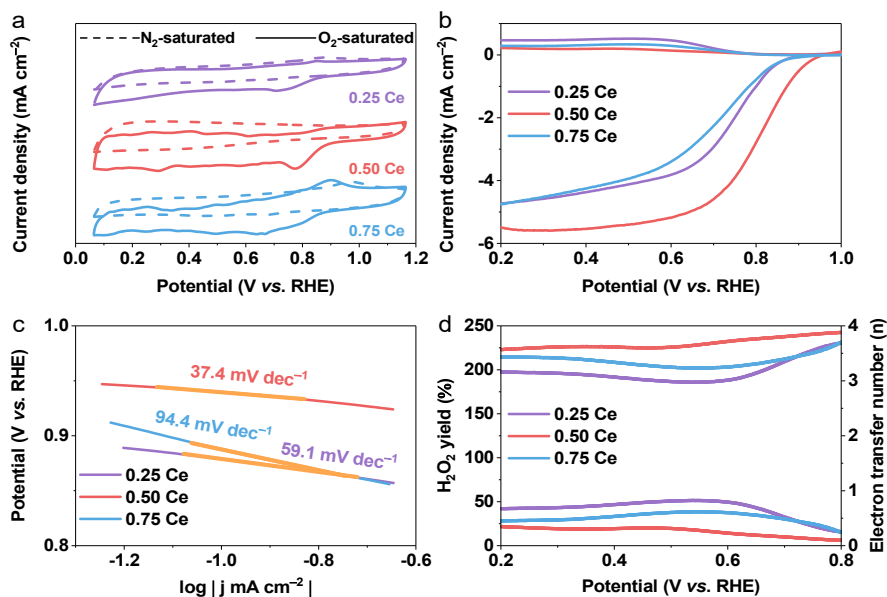 a
N₂-saturated
O₂-saturated
0.25 Ce
0.50 Ce
0.75 Ce
Current density (mA cm⁻²)
0.0 0.2 0.4 0.6 0.8 1.0 1.2
Potential (V vs. RHE)
b
0
-2
-4
-6
0.25 Ce
0.50 Ce
0.75 Ce
Current density (mA cm⁻²)
0.2 0.4 0.6 0.8 1.0
Potential (V vs. RHE)
c
1.0
0.9
0.8
37.4 mV dec⁻¹
94.4 mV dec⁻¹
59.1 mV dec⁻¹
0.25 Ce
0.50 Ce
0.75 Ce
Potential (V vs. RHE)
-1.2 -1.0 -0.8 -0.6
log | j mA cm⁻² |
d
250
200
150
100
50
0
4
3
2
1
0
0.25 Ce
0.50 Ce
0.75 Ce
H₂O₂ yield (%)
Electron transfer number (n)
0.2 0.4 0.6 0.8
Potential (V vs. RHE)